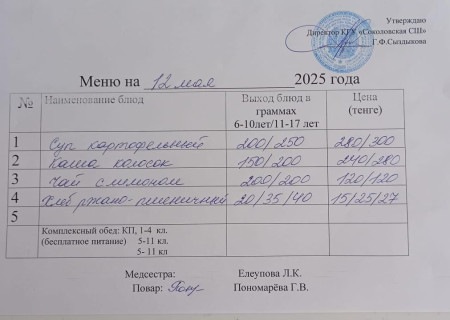 Утверждаю
Директор КГУ «Соколовская СШ»
Г.Ф.Сыздыкова
Меню на 12 мая 2025 года
№ Наименование блюд Выход блюд в граммах 6-10лет/11-17 лет Цена (тенге)
1 Суп картофельный 200/250 280/300
2 Каша колосок 150/200 240/280
3 Чай с лимоном 200/200 120/120
4 Хлеб ржано-пшеничный 20/35/40 15/25/27
5
Комплексный обед: КП, 1-4 кл.
(бесплатное питание) 5-11 кл.
5- 11 кл
Медсестра: Елеупова Л.К.
Повар: Пономарёва Г.В.